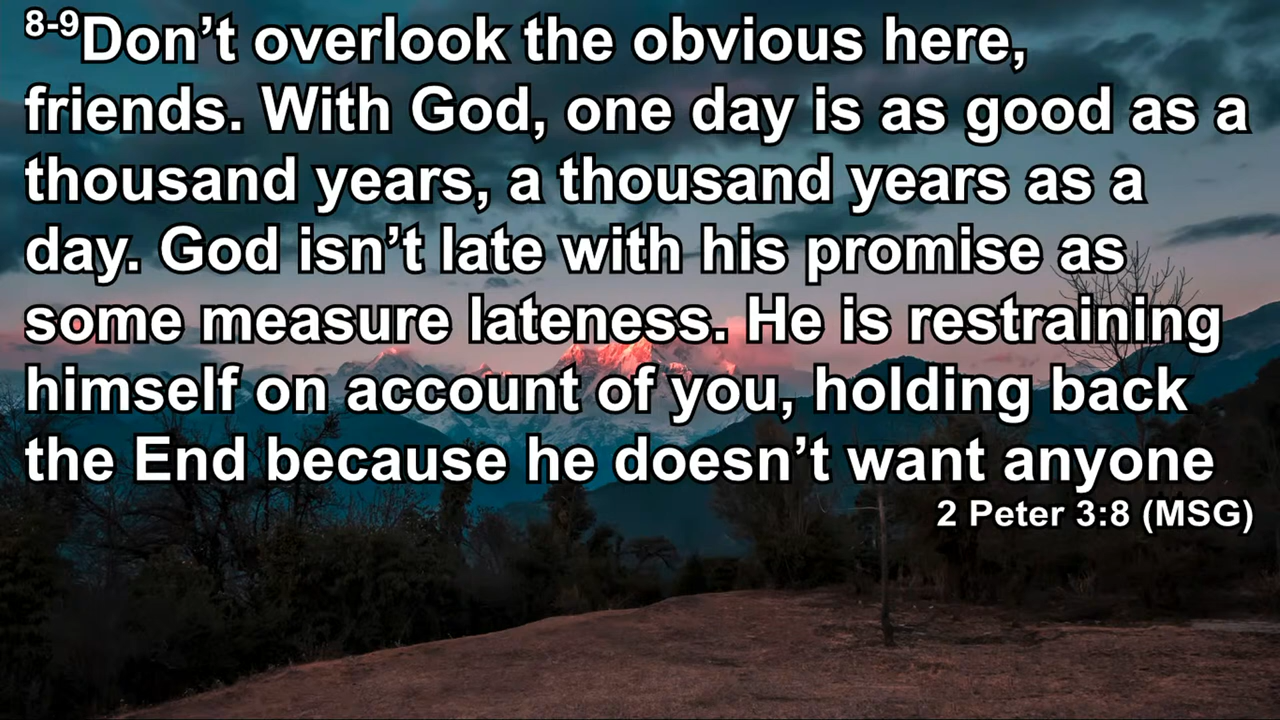 8-9Don’t overlook the obvious here,
friends. With God, one day is as good as a
thousand years, a thousand years as a
day. God isn’t late with his promise as
some measure lateness. He is restraining
himself on account of you, holding back
the End because he doesn’t want anyone
2 Peter 3:8 (MSG)